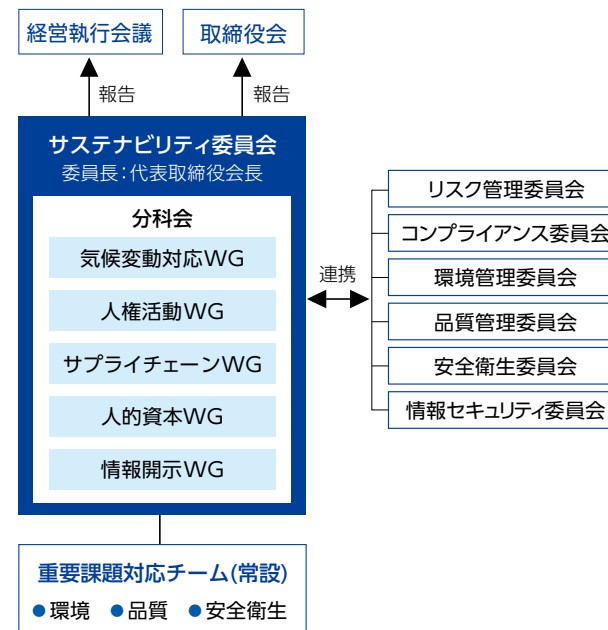 経営執行会議
取締役会
報告
報告
サステナビリティ委員会
委員長：代表取締役会長
分科会
気候変動対応WG
人権活動WG
サプライチェーンWG
人的資本WG
情報開示WG
連携
リスク管理委員会
コンプライアンス委員会
環境管理委員会
品質管理委員会
安全衛生委員会
情報セキュリティ委員会
重要課題対応チーム(常設)
●環境 ●品質 ●安全衛生